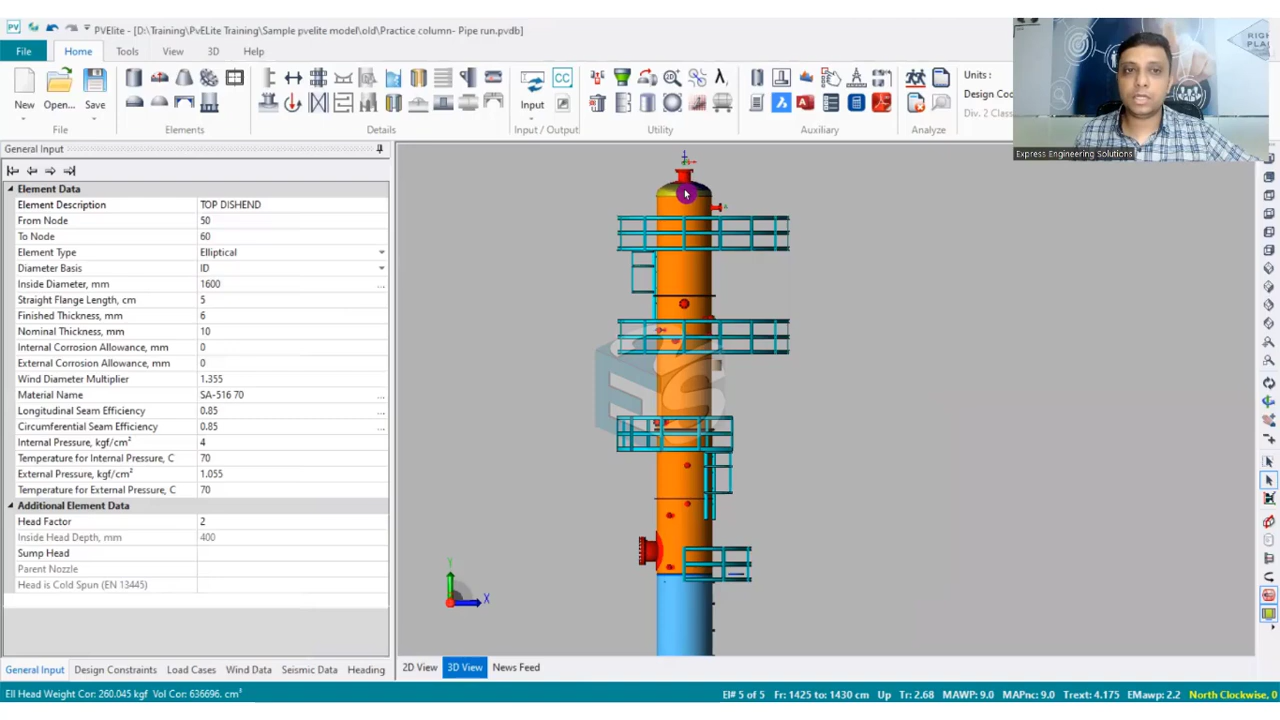 PV
PVElite - [D:\Training\PvELite Training\Sample pvelite model\old\Practice column- Pipe run.pvdb]
File Home Tools View 3D Help
CC
New Open... Save Input
Units :
Design Coc
Div. 2 Class
File Elements Details Input / Output Utility Auxiliary Analyze
RIGH
PLA
Express Engineering Solutions
General Input
Element Data
Element Description TOP DISHEND
From Node 50
To Node 60
Element Type Elliptical
Diameter Basis ID
Inside Diameter, mm 1600 ...
Straight Flange Length, cm 5
Finished Thickness, mm 6
Nominal Thickness, mm 10
Internal Corrosion Allowance, mm 0
External Corrosion Allowance, mm 0
Wind Diameter Multiplier 1.355
Material Name SA-516 70 ...
Longitudinal Seam Efficiency 0.85 ...
Circumferential Seam Efficiency 0.85 ...
Internal Pressure, kgf/cm² 4
Temperature for Internal Pressure, C 70
External Pressure, kgf/cm² 1.055
Temperature for External Pressure, C 70
Additional Element Data
Head Factor 2
Inside Head Depth, mm 400
Sump Head
Parent Nozzle
Head is Cold Spun (EN 13445)
EiS
Y
X
General Input Design Constraints Load Cases Wind Data Seismic Data Heading
2D View 3D View News Feed
Ell Head Weight Cor: 260.045 kgf Vol Cor: 636696. cm³
El# 5 of 5 Fr: 1425 to: 1430 cm Up Tr: 2.68 MAWP: 9.0 MAPnc: 9.0 Trext: 4.175 EMawp: 2.2 North Clockwise, 0